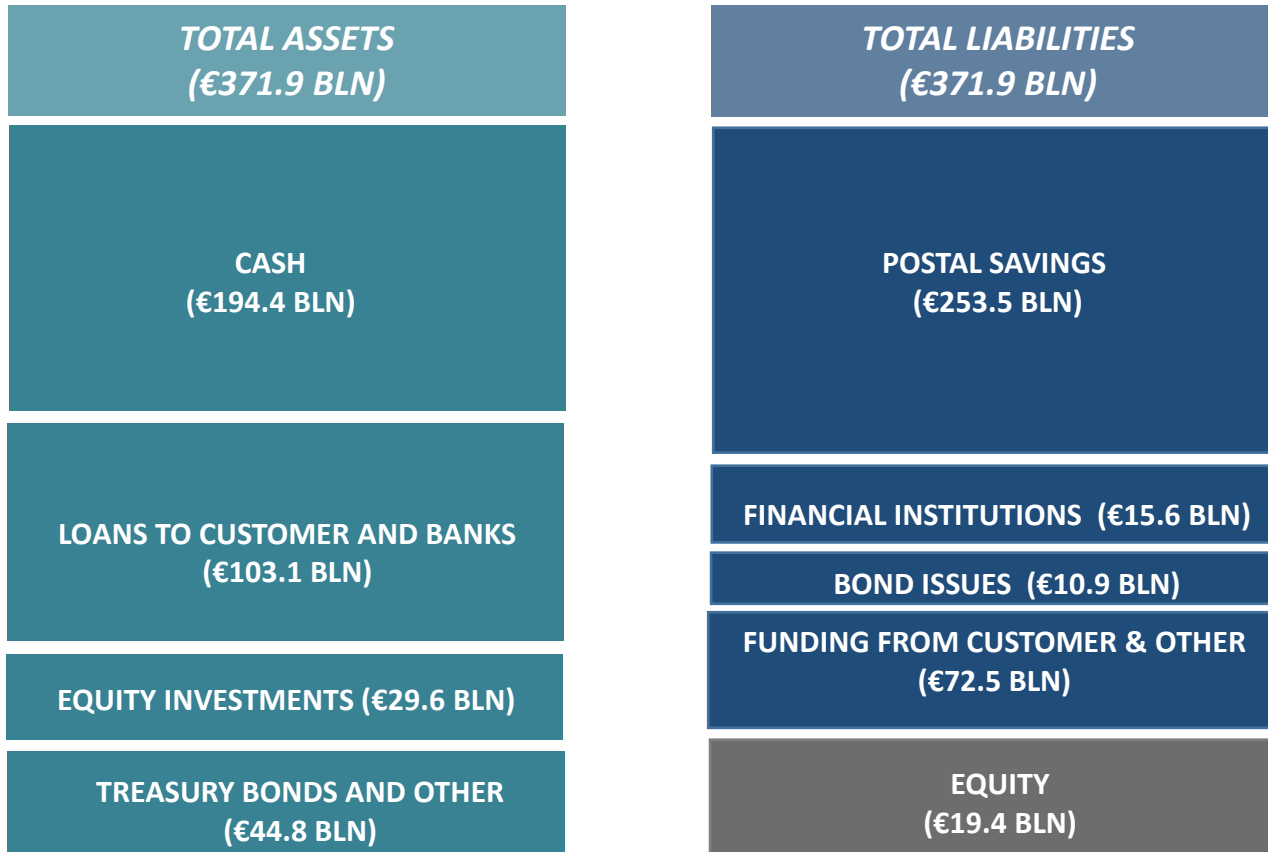 TOTAL ASSETS
(€371.9 BLN)
CASH
(€194.4 BLN)
LOANS TO CUSTOMER AND BANKS
(€103.1 BLN)
EQUITY INVESTMENTS (€29.6 BLN)
TREASURY BONDS AND OTHER
(€44.8 BLN)
TOTAL LIABILITIES
(€371.9 BLN)
POSTAL SAVINGS
(€253.5 BLN)
FINANCIAL INSTITUTIONS (€15.6 BLN)
BOND ISSUES (€10.9 BLN)
FUNDING FROM CUSTOMER & OTHER
(€72.5 BLN)
EQUITY
(€19.4 BLN)